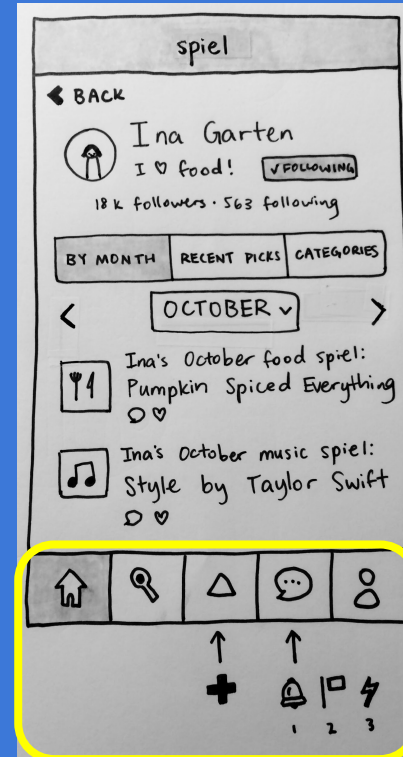 spiel
BACK
Ina Garten
I ♡ food!
✓FOLLOWING
18 k followers · 563 following
BY MONTH
RECENT PICKS
CATEGORIES
OCTOBER
Ina's October food spiel:
Pumpkin Spiced Everything
Ina's October music spiel:
Style by Taylor Swift
1 2 3